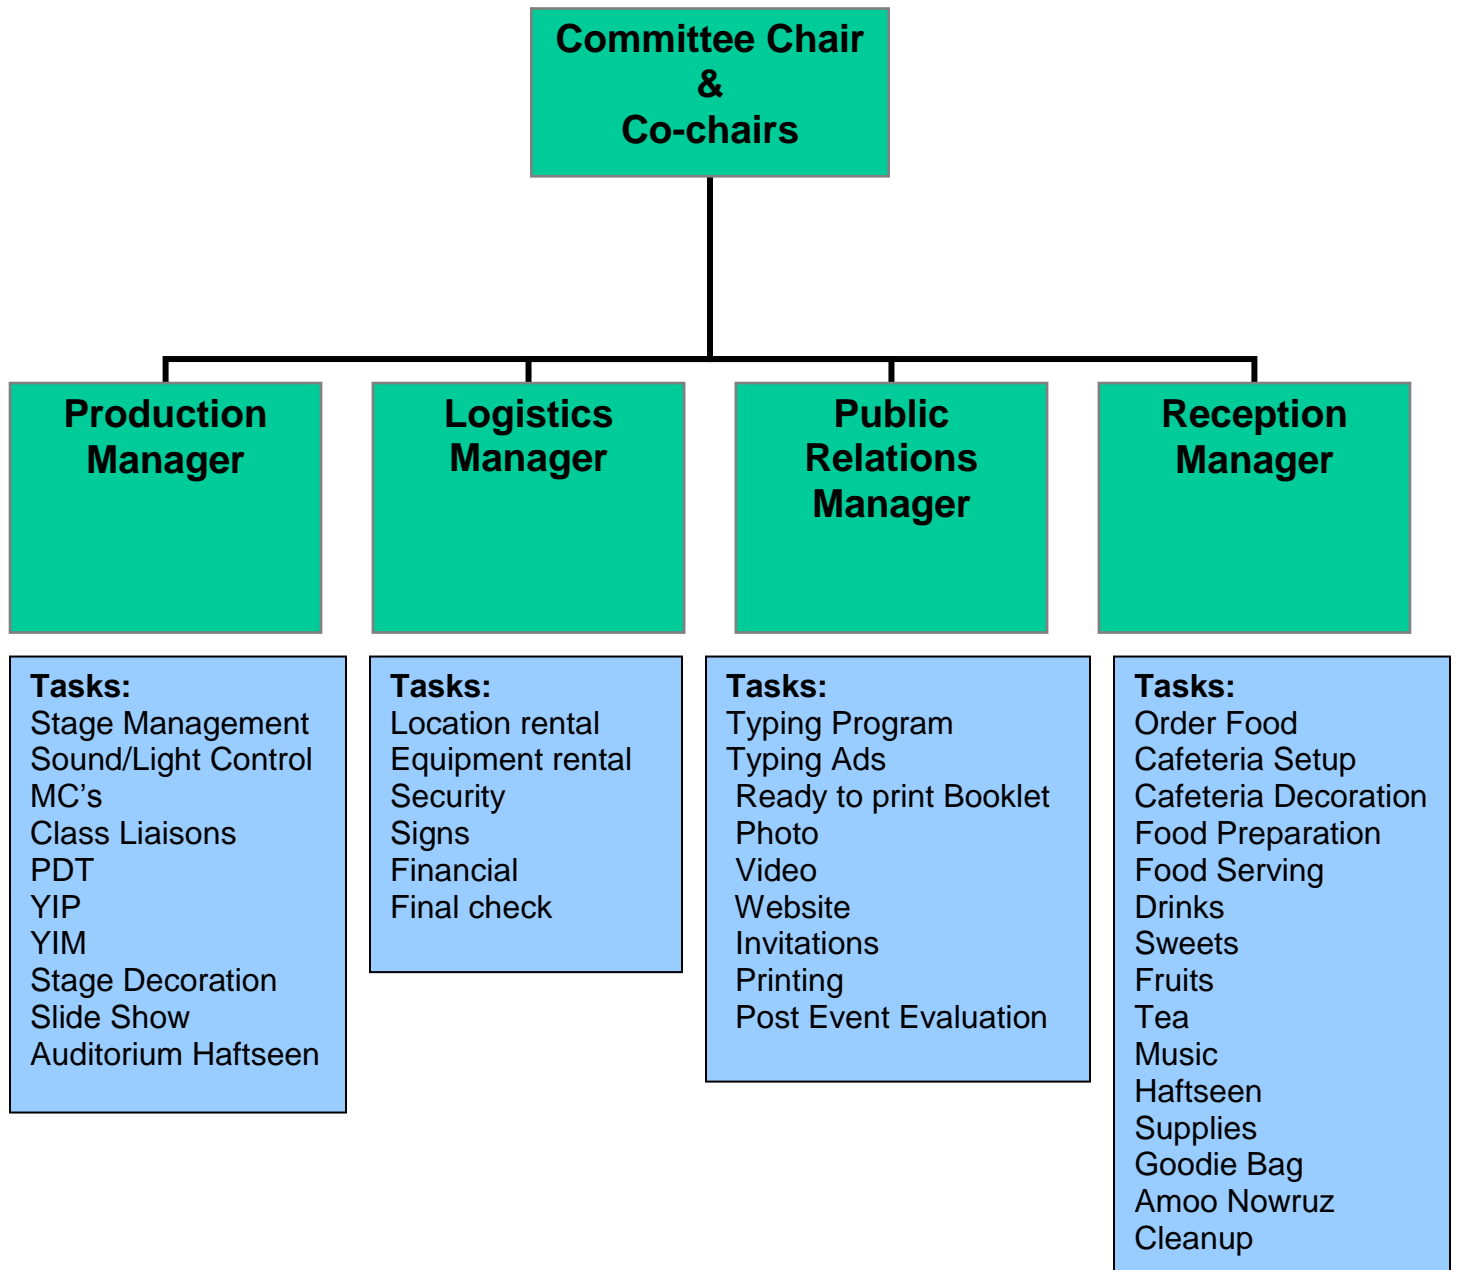 Committee Chair
&
Co-chairs
Production
Manager
Logistics
Manager
Public
Relations
Manager
Reception
Manager
Tasks:
Stage Management
Sound/Light Control
MC’s
Class Liaisons
PDT
YIP
YIM
Stage Decoration
Slide Show
Auditorium Haftseen
Tasks:
Location rental
Equipment rental
Security
Signs
Financial
Final check
Tasks:
Typing Program
Typing Ads
Ready to print Booklet
Photo
Video
Website
Invitations
Printing
Post Event Evaluation
Tasks:
Order Food
Cafeteria Setup
Cafeteria Decoration
Food Preparation
Food Serving
Drinks
Sweets
Fruits
Tea
Music
Haftseen
Supplies
Goodie Bag
Amoo Nowruz
Cleanup